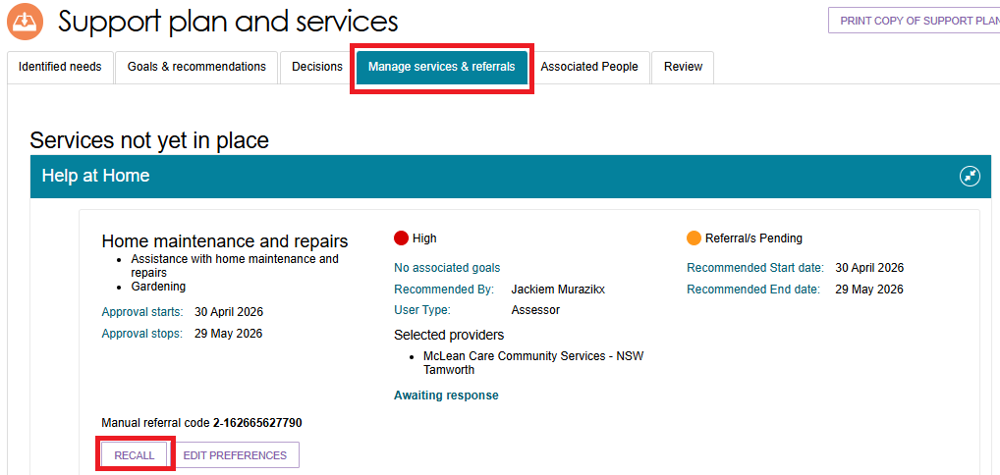 Support plan and services
PRINT COPY OF SUPPORT PLAN
Identified needs
Goals & recommendations
Decisions
Manage services & referrals
Associated People
Review
Services not yet in place
Help at Home
Home maintenance and repairs
• Assistance with home maintenance and
repairs
• Gardening
Approval starts: 30 April 2026
Approval stops: 29 May 2026
High
No associated goals
Recommended By: Jackiem Murazikx
User Type: Assessor
Selected providers
• McLean Care Community Services - NSW
Tamworth
Awaiting response
Referral/s Pending
Recommended Start date: 30 April 2026
Recommended End date: 29 May 2026
Manual referral code 2-162665627790
RECALL
EDIT PREFERENCES